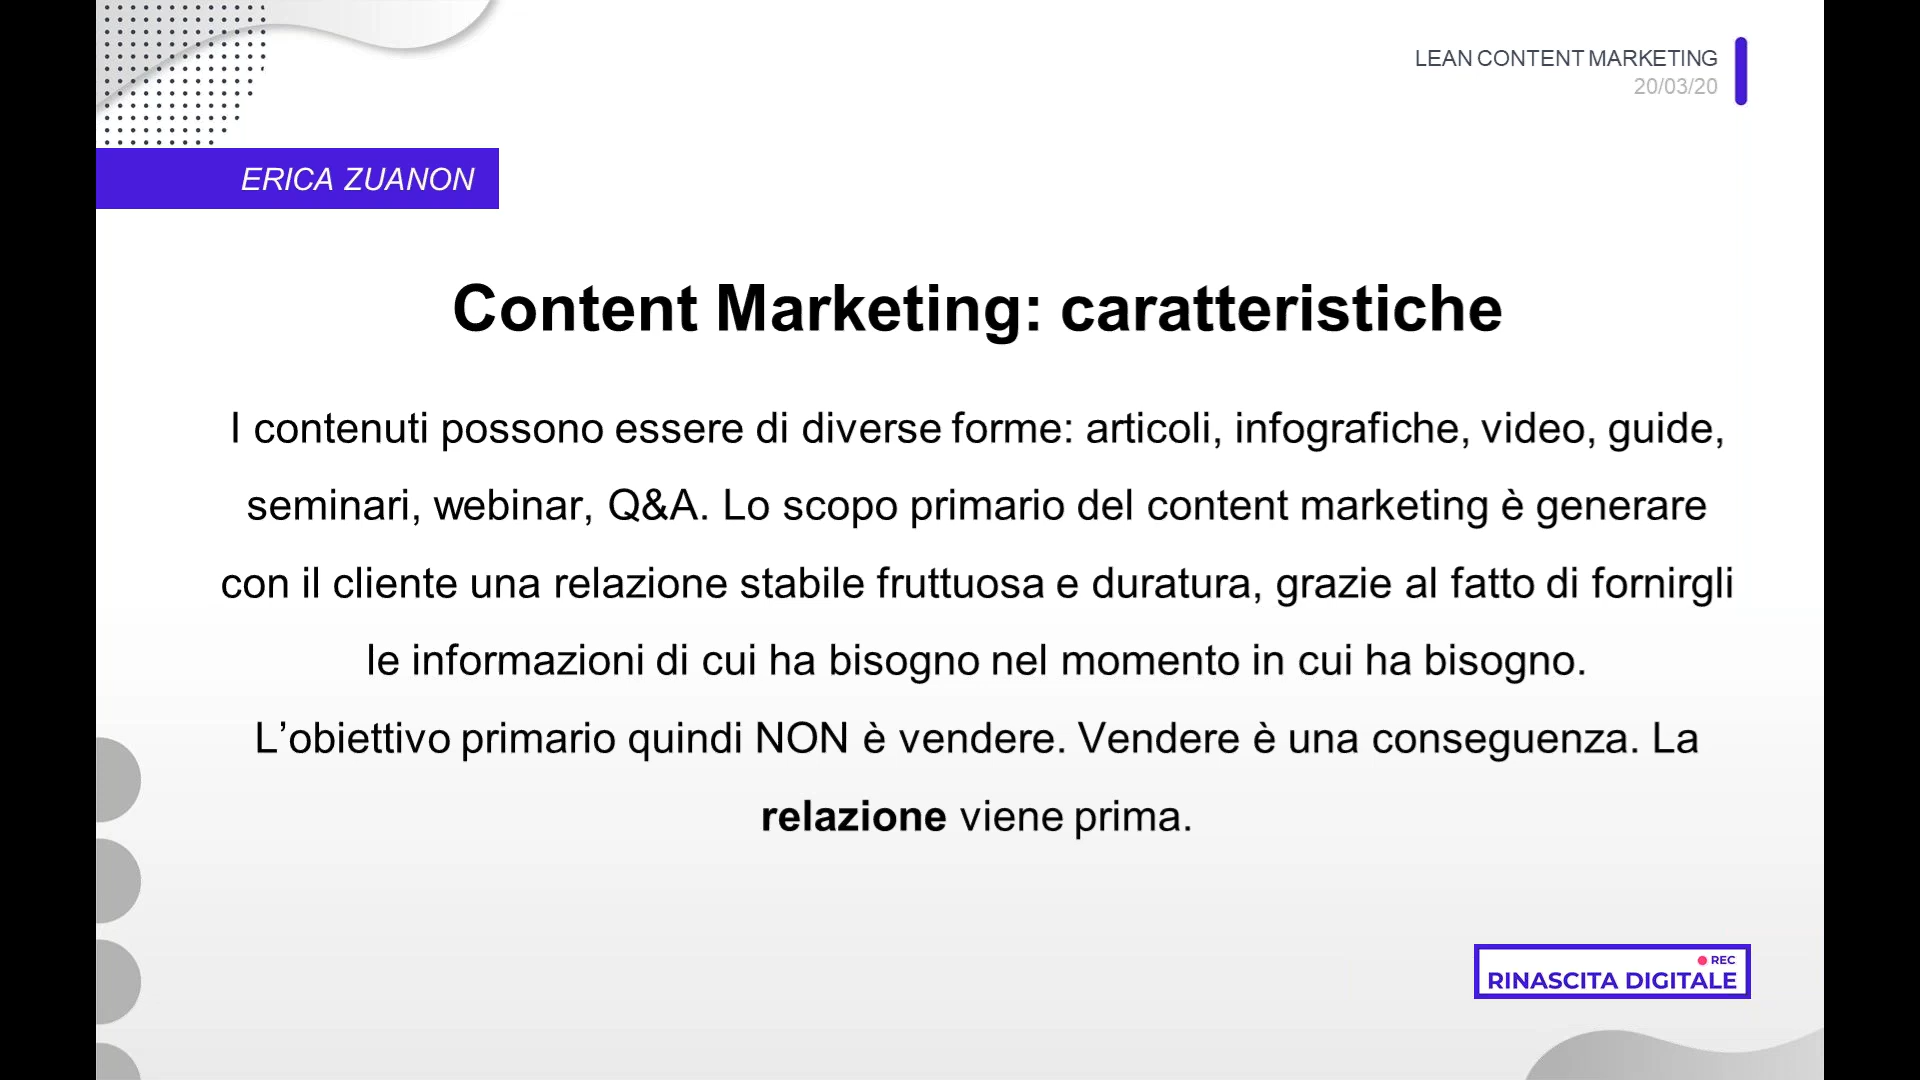 LEAN CONTENT MARKETING
20/03/20
ERICA ZUANON
Content Marketing: caratteristiche
I contenuti possono essere di diverse forme: articoli, infografiche, video, guide,
seminari, webinar, Q&A. Lo scopo primario del content marketing è generare
con il cliente una relazione stabile fruttuosa e duratura, grazie al fatto di fornirgli
le informazioni di cui ha bisogno nel momento in cui ha bisogno.
L’obiettivo primario quindi NON è vendere. Vendere è una conseguenza. La
relazione viene prima.
REC
RINASCITA DIGITALE